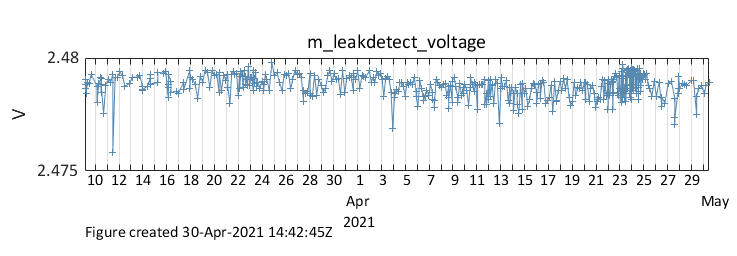 m_leakdetect_voltage
2.48
V
2.475
10 12 14 16 18 20 22 24 26 28 30 1 3 5 7 9 11 13 15 17 19 21 23 25 27 29
Apr May
2021
Figure created 30-Apr-2021 14:42:45Z